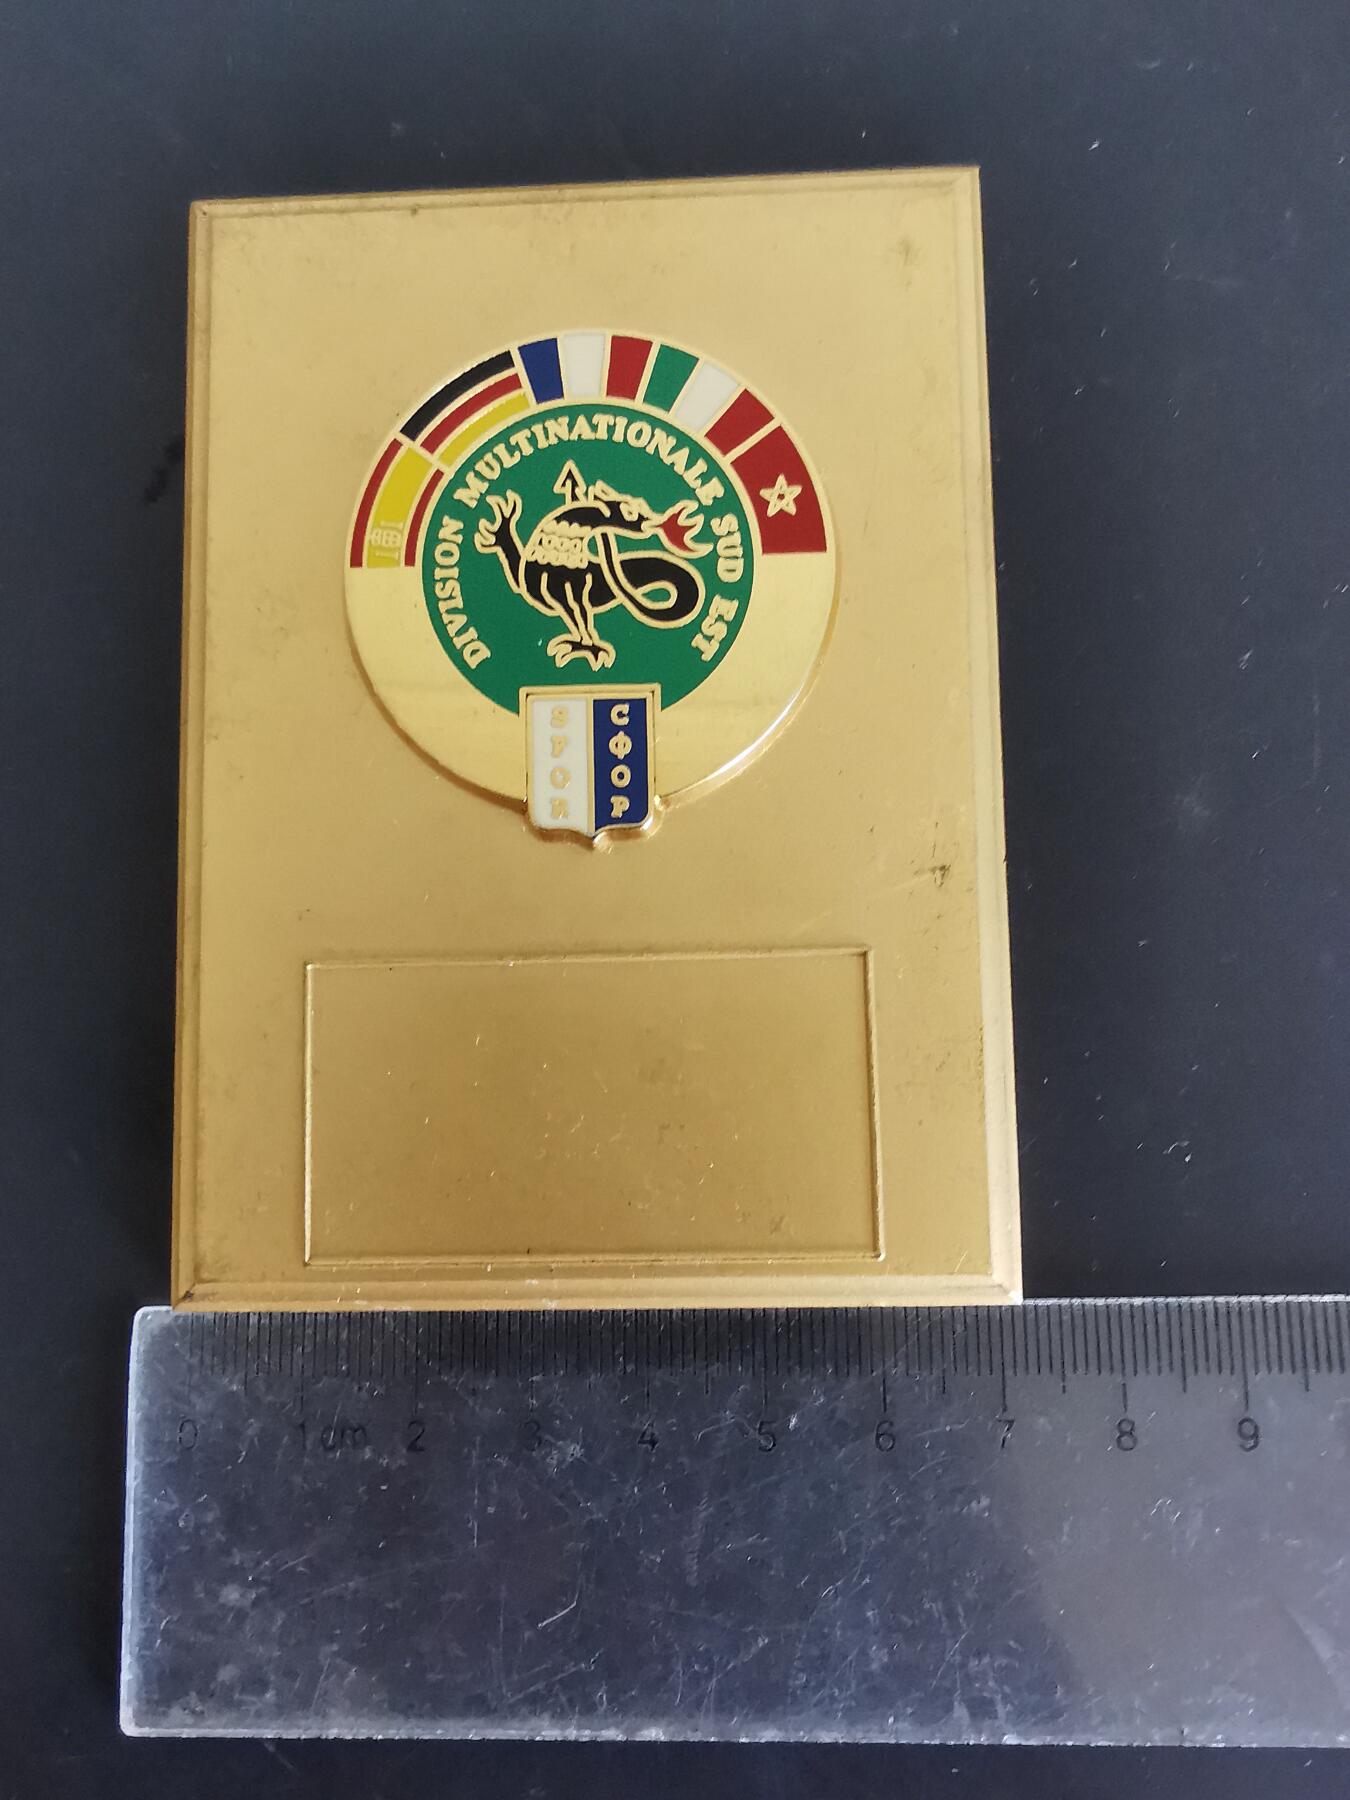 DIVISION MULTINATIONALE SUD EST
SFOR
СФОР
0 1cm 2 3 4 5 6 7 8 9